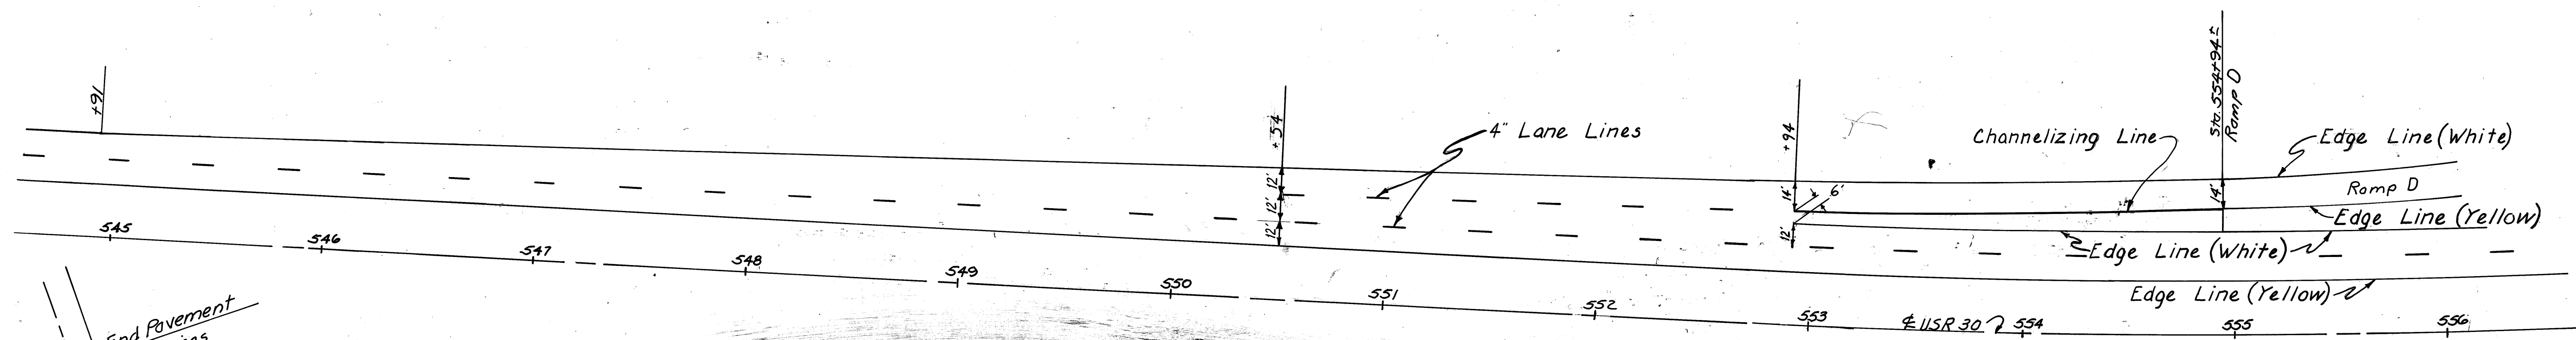 +91
+54
12'
12'
12'
4" Lane Lines
+94
14'
6'
12'
Channelizing Line
Sta. 554+94±
Ramp D
14'
Edge Line (White)
Ramp D
Edge Line (Yellow)
Edge Line (White)
Edge Line (Yellow)
545
546
547
548
549
550
551
552
553
℄ USR 30
554
555
556
End Pavement